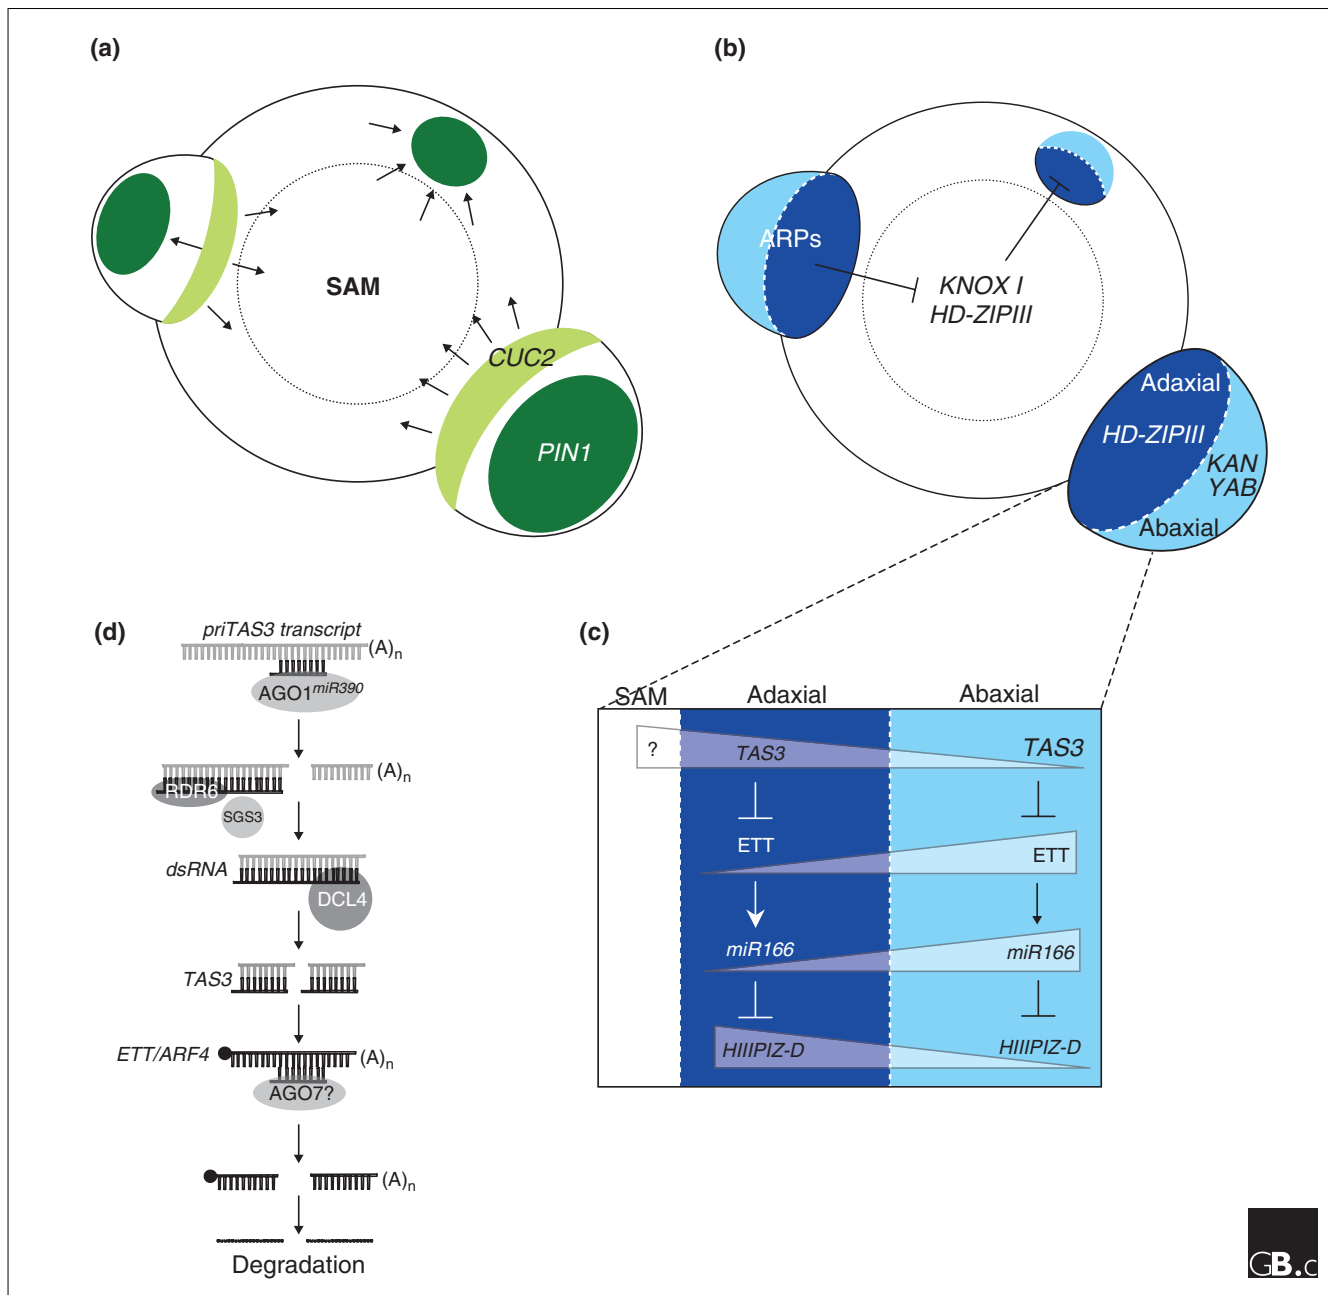 (a)
SAM
CUC2
PIN1
(b)
ARPs
KNOX I
HD-ZIPIII
Adaxial
HD-ZIPIII
KAN
YAB
Abaxial
(d)
priTAS3 transcript
(A)n
AGO1miR390
(A)n
RDR6
SGS3
dsRNA
DCL4
TAS3
ETT/ARF4
(A)n
AGO7?
(A)n
Degradation
(c)
SAM Adaxial Abaxial
? TAS3 TAS3
ETT ETT
miR166 miR166
HIIIPIZ-D HIIIPIZ-D
GB.c